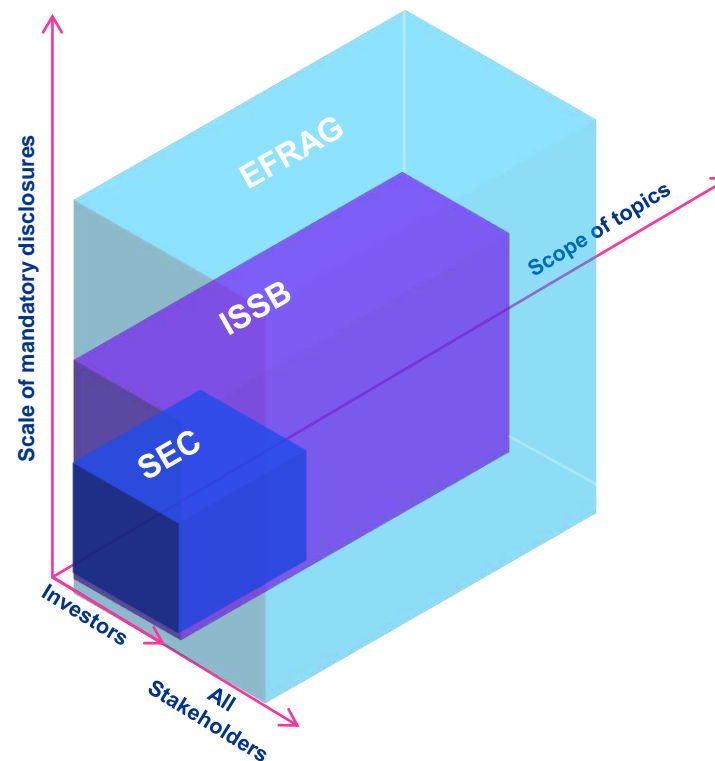 EFRAG
Scale of mandatory disclosures
Scope of topics
ISSB
SEC
Investors
All
Stakeholders